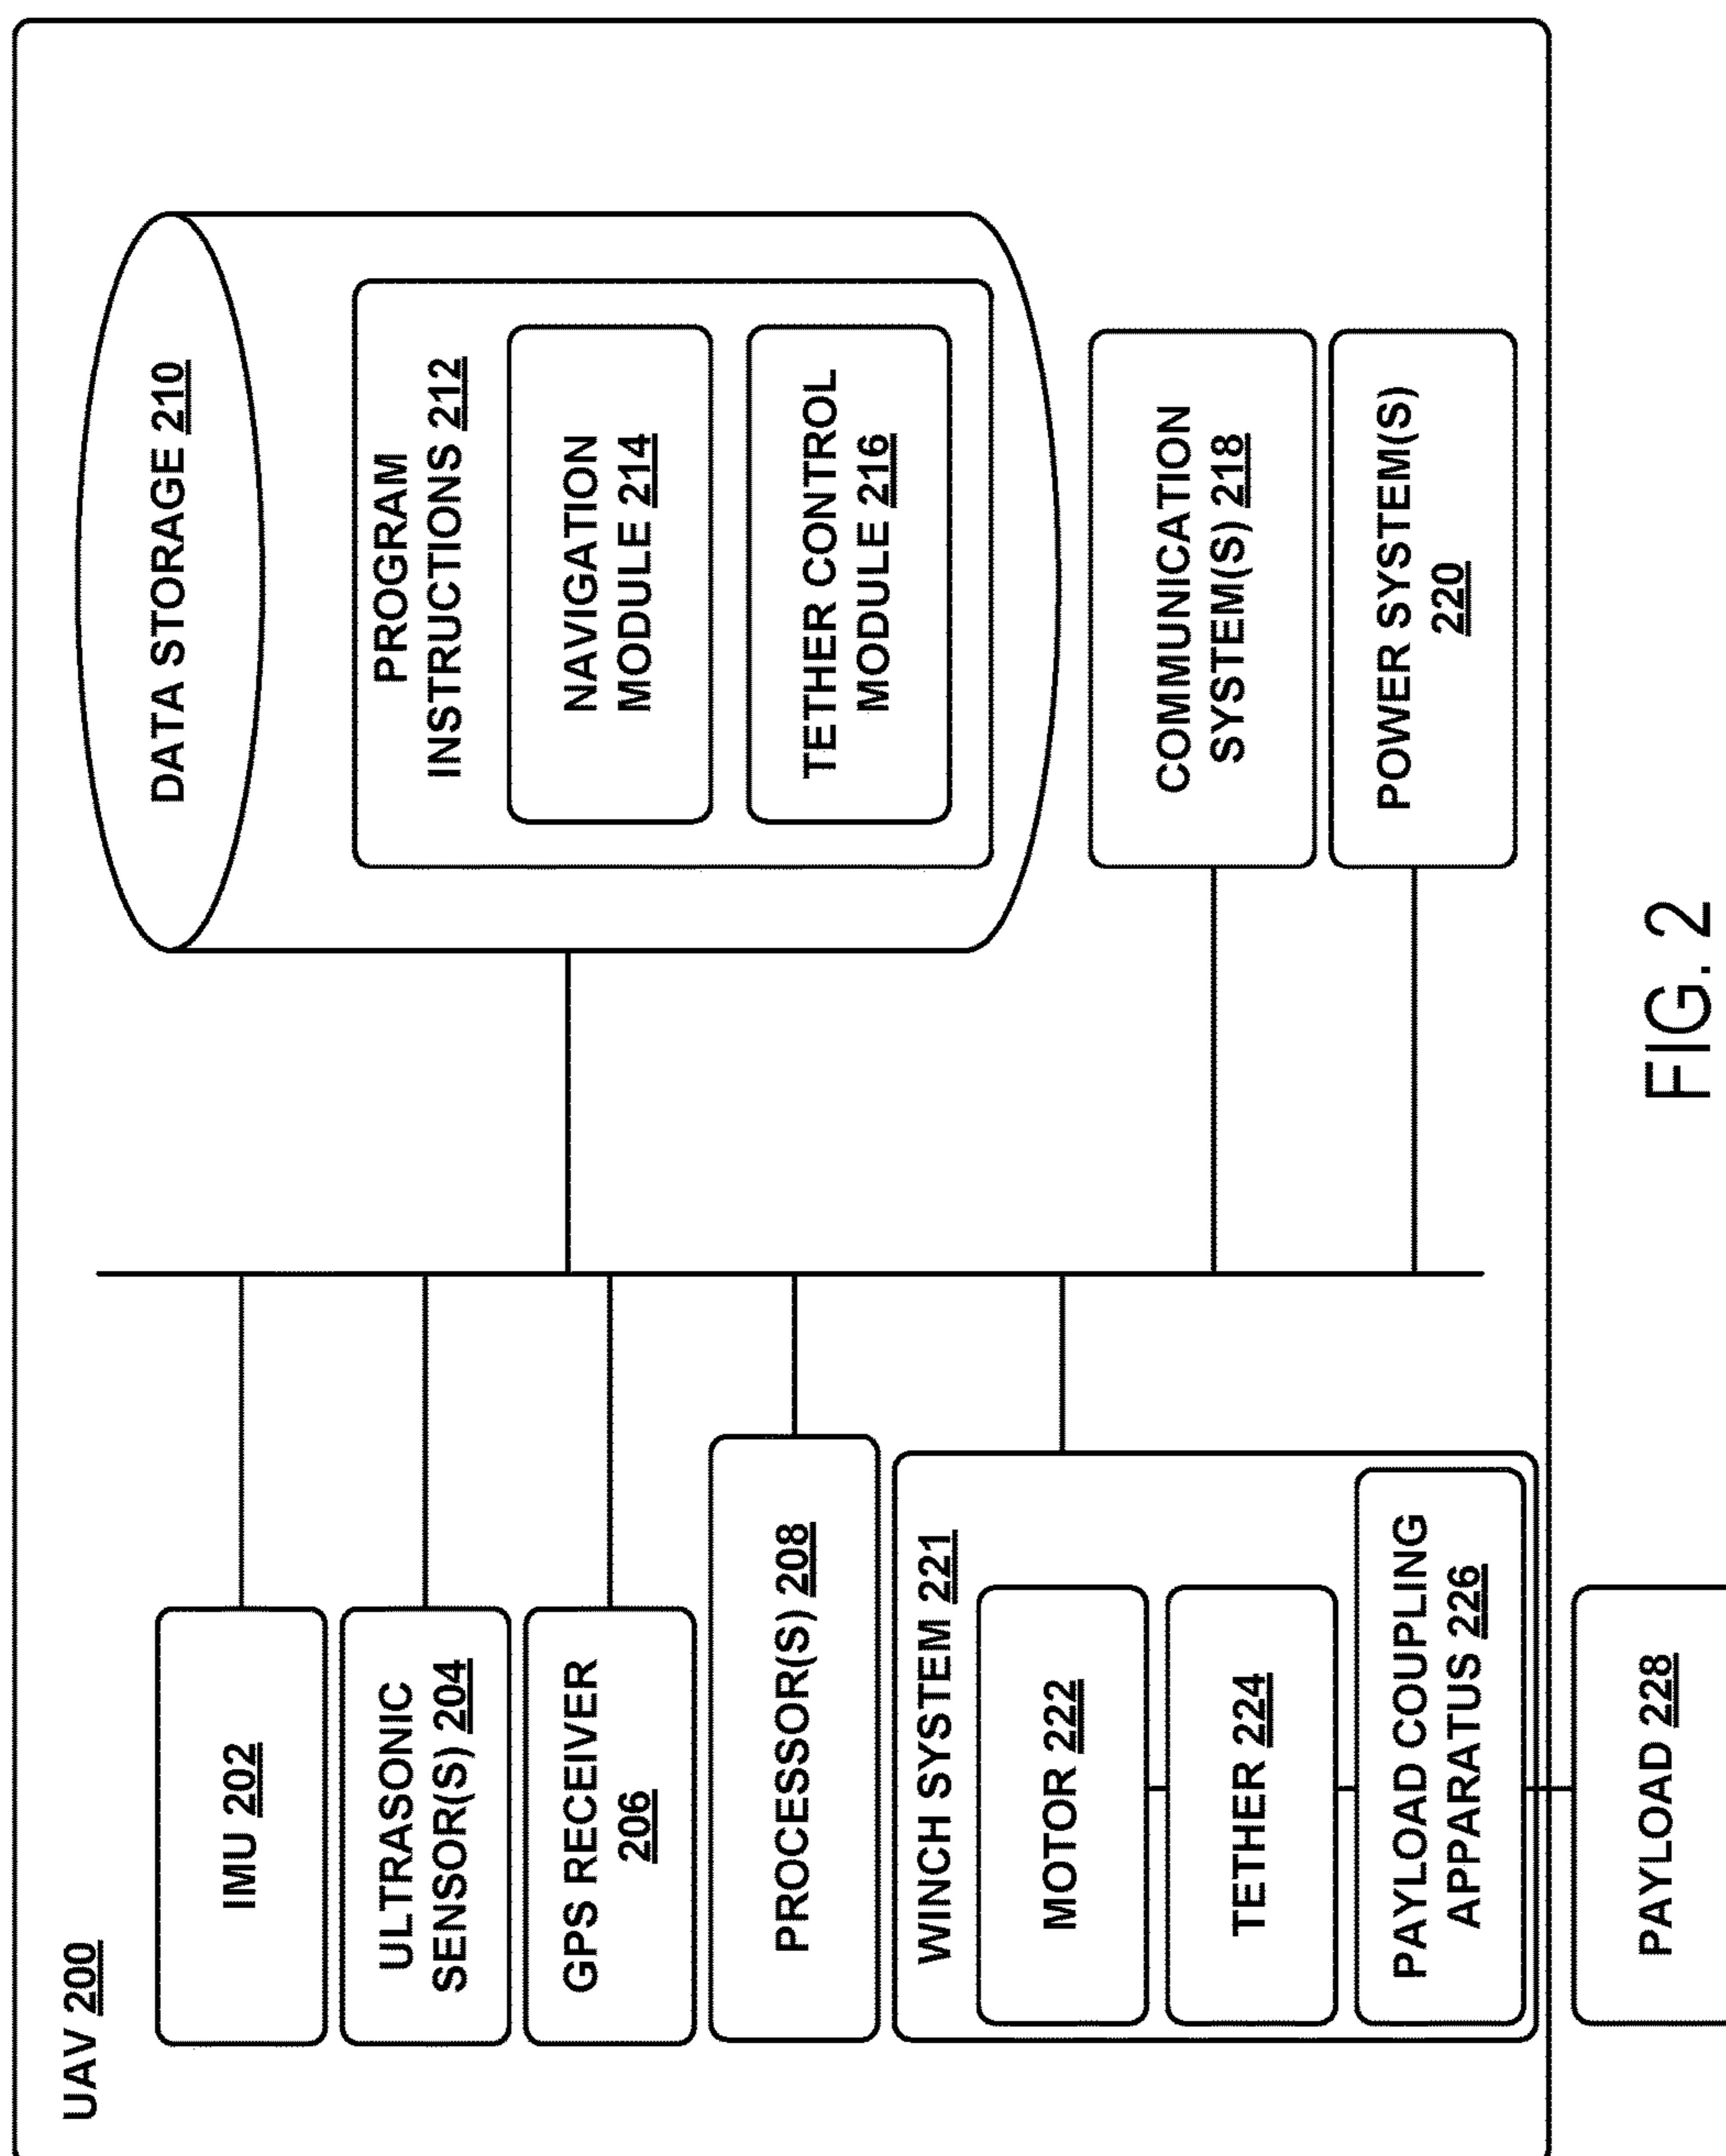 UAV 200
IMU 202
ULTRASONIC
SENSOR(S) 204
GPS RECEIVER
206
PROCESSOR(S) 208
WINCH SYSTEM 221
MOTOR 222
TETHER 224
PAYLOAD COUPLING
APPARATUS 226
PAYLOAD 228
DATA STORAGE 210
PROGRAM
INSTRUCTIONS 212
NAVIGATION
MODULE 214
TETHER CONTROL
MODULE 216
COMMUNICATION
SYSTEM(S) 218
POWER SYSTEM(S)
220
FIG. 2